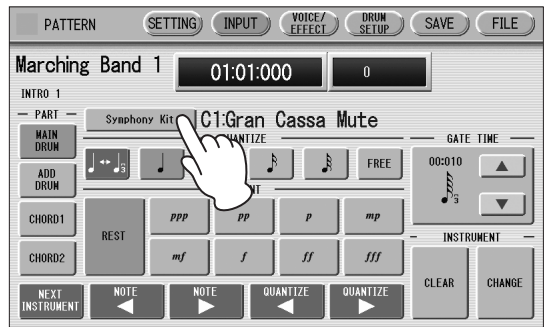 PATTERN SETTING INPUT VOICE/EFFECT DRUM SETUP SAVE FILE
Marching Band 1 01:01:000 0
INTRO 1
PART
Symphony Kit C1:Gran Cassa Mute
MAIN DRUM
GATE TIME
3 FREE 00:010
3
ADD DRUM
CHORD1 REST ppp pp p mp
INSTRUMENT
CHORD2 mf f ff fff
CLEAR CHANGE
NEXT INSTRUMENT NOTE NOTE QUANTIZE QUANTIZE